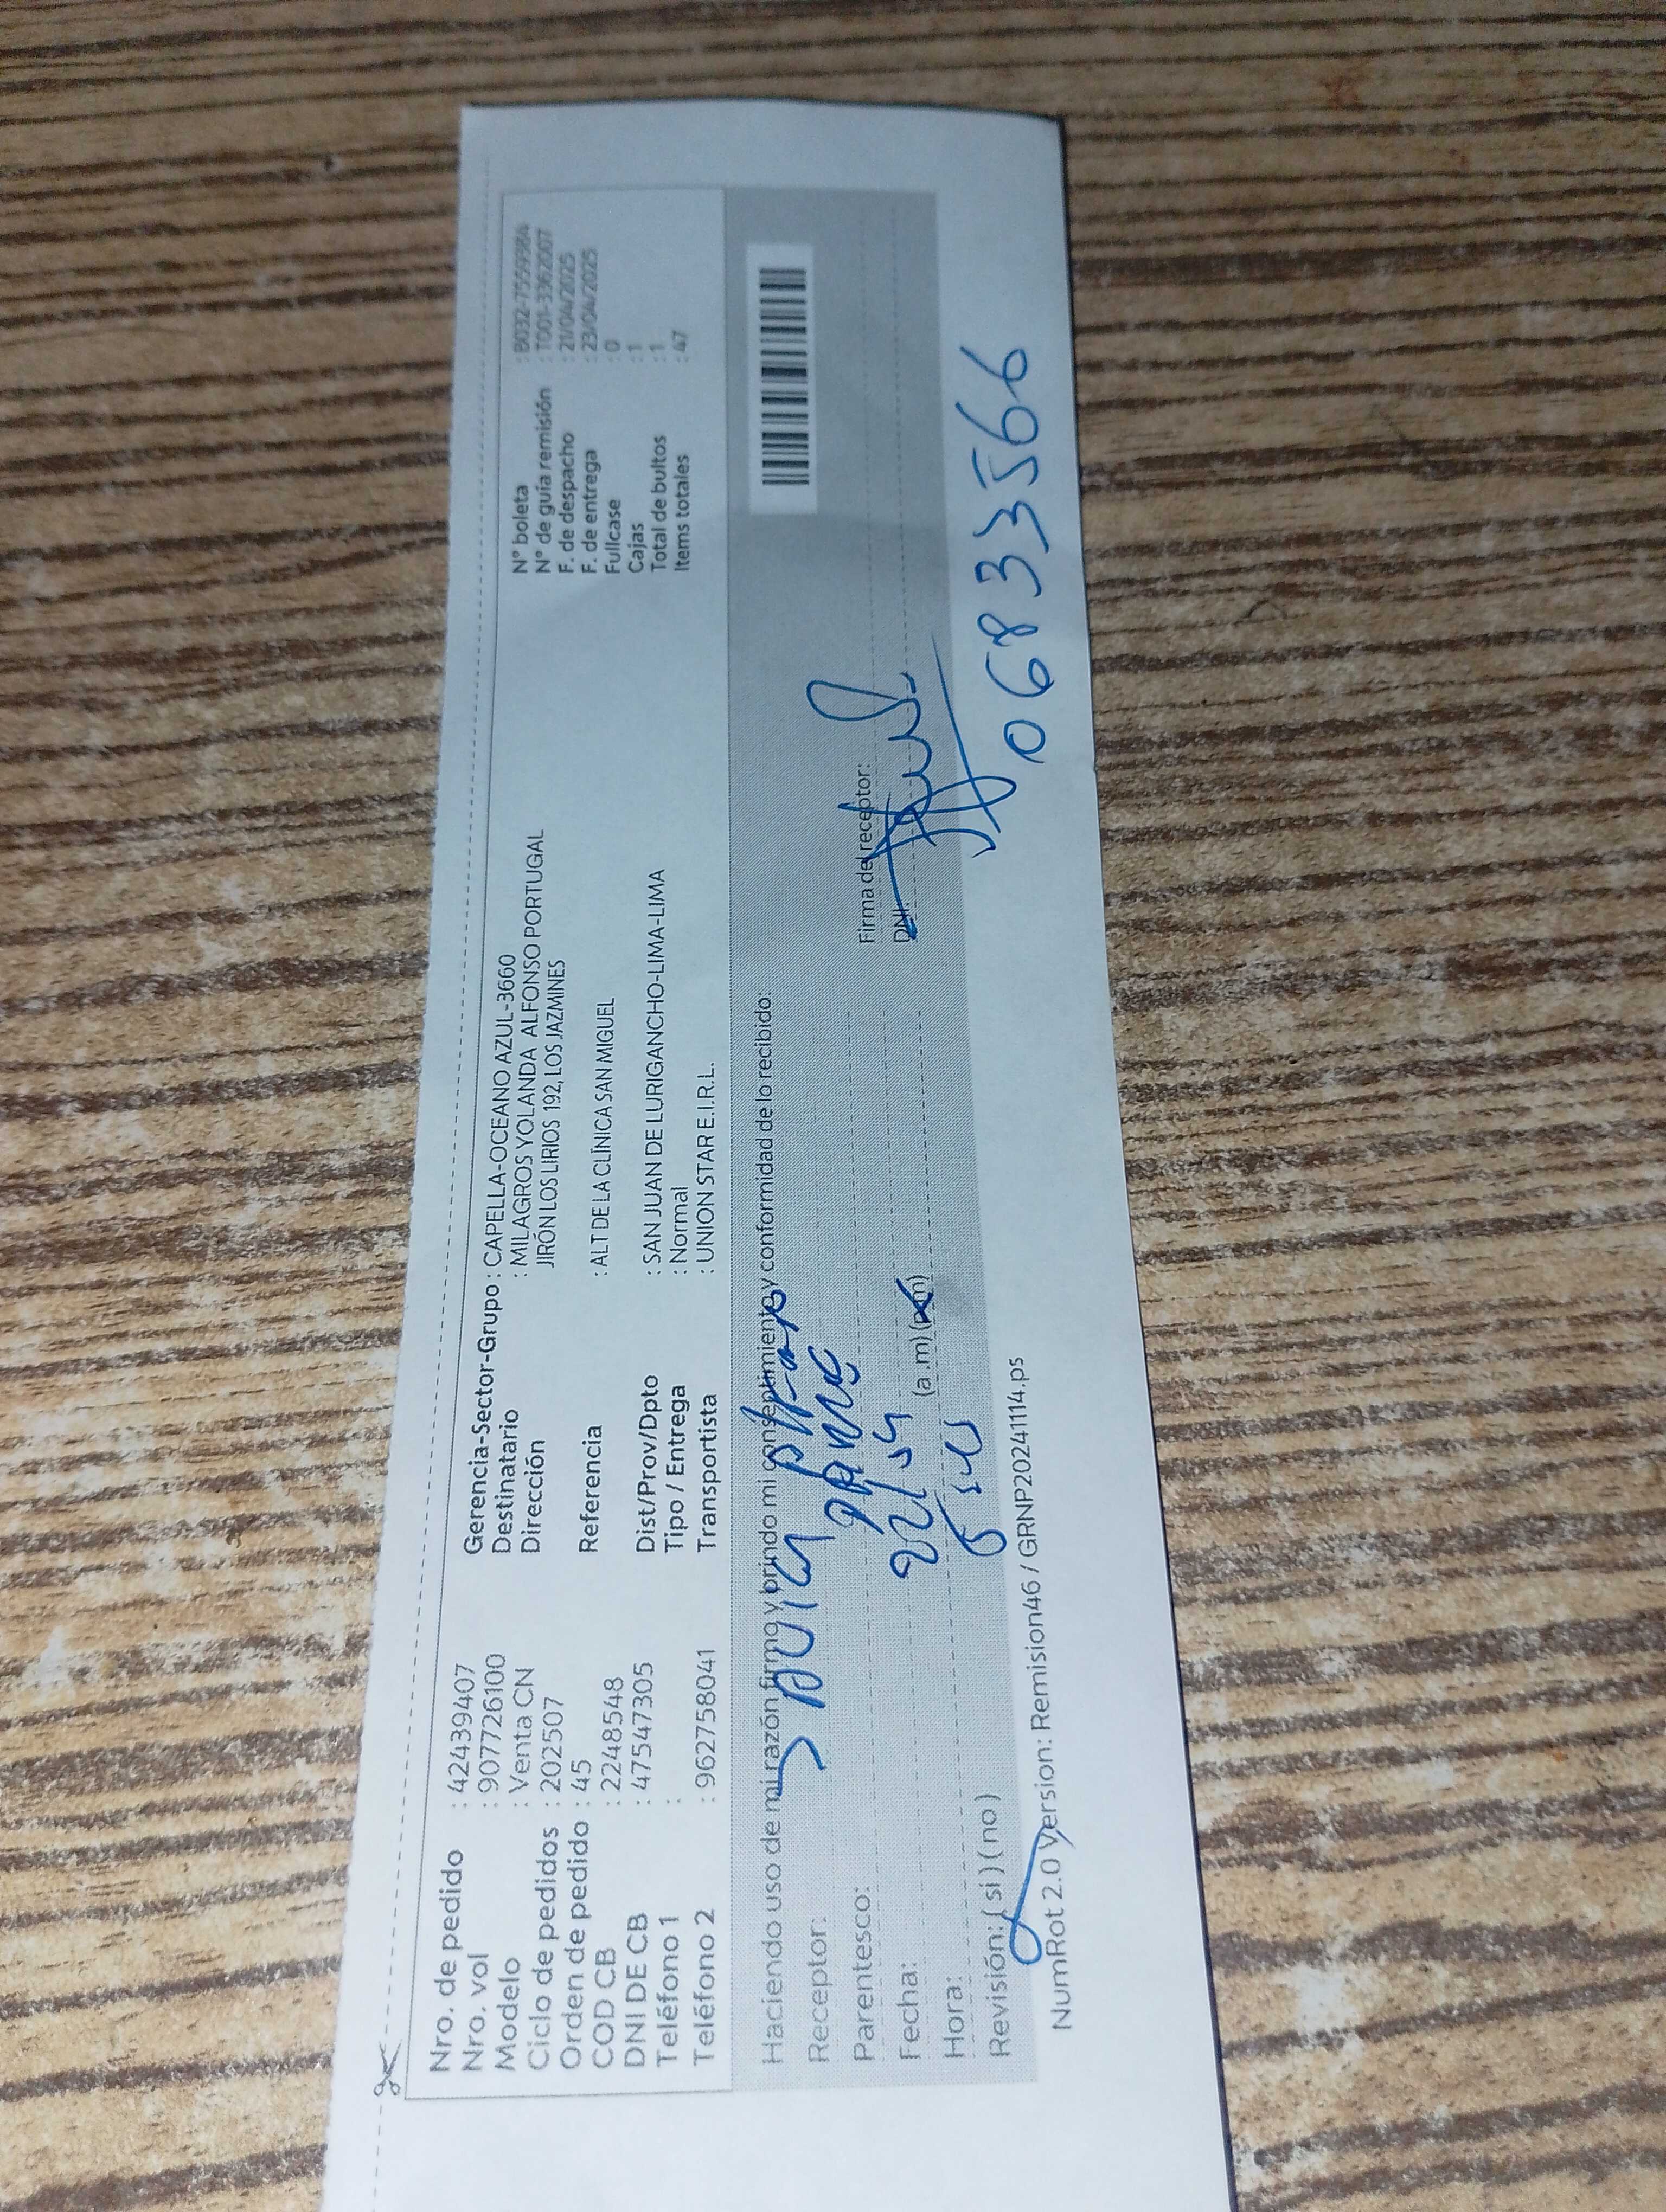 Nro. de pedido : 42439407
Nro. vol : 907726100
Modelo : Venta CN
Ciclo de pedidos : 202507
Orden de pedido : 45
COD CB : 2248548
DNI DE CB : 47547305
Teléfono 1 :
Teléfono 2 : 962758041
Gerencia-Sector-Grupo : CAPELLA-OCEANO AZUL-3660
Destinatario : MILAGROS YOLANDA ALFONSO PORTUGAL
Dirección JIRÓN LOS LIRIOS 192, LOS JAZMINES
Referencia : ALT DE LA CLÍNICA SAN MIGUEL
Dist/Prov/Dpto : SAN JUAN DE LURIGANCHO-LIMA-LIMA
Tipo / Entrega : Normal
Transportista : UNION STAR E.I.R.L.
N° boleta : B032-7559984
N° de guía remisión : T001-3362007
F. de despacho : 21/04/2025
F. de entrega : 23/04/2025
Fullcase : 0
Cajas : 1
Total de bultos : 1
Items totales : 47
Haciendo uso de mi razón firmo y brindo mi consentimiento y conformidad de lo recibido:
Receptor:
Parentesco:
Fecha:
Hora: (a.m) (p.m)
Revisión: ( si ) ( no )
Firma del receptor:
DNI:
06833566
NumRot 2.0 Version: Remision46 / GRNP20241114.ps